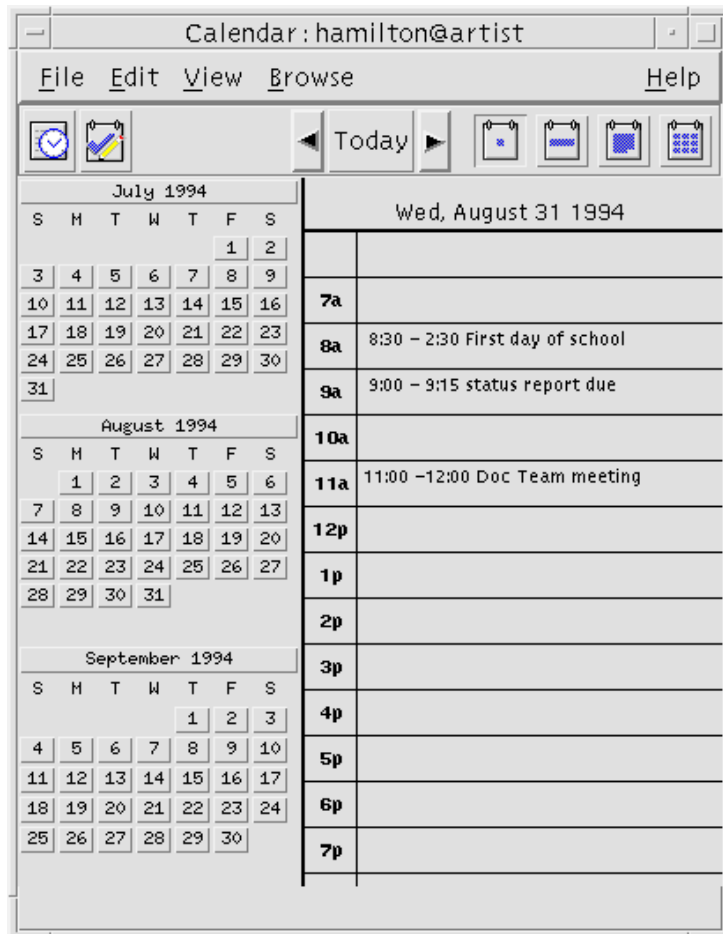 Calendar : hamilton@artist
File Edit View Browse Help
Today
July 1994
S M T W T F S
1 2
3 4 5 6 7 8 9
10 11 12 13 14 15 16
17 18 19 20 21 22 23
24 25 26 27 28 29 30
31
August 1994
S M T W T F S
1 2 3 4 5 6
7 8 9 10 11 12 13
14 15 16 17 18 19 20
21 22 23 24 25 26 27
28 29 30 31
September 1994
S M T W T F S
1 2 3
4 5 6 7 8 9 10
11 12 13 14 15 16 17
18 19 20 21 22 23 24
25 26 27 28 29 30
Wed, August 31 1994
7a
8a 8:30 – 2:30 First day of school
9a 9:00 – 9:15 status report due
10a
11a 11:00 –12:00 Doc Team meeting
12p
1p
2p
3p
4p
5p
6p
7p